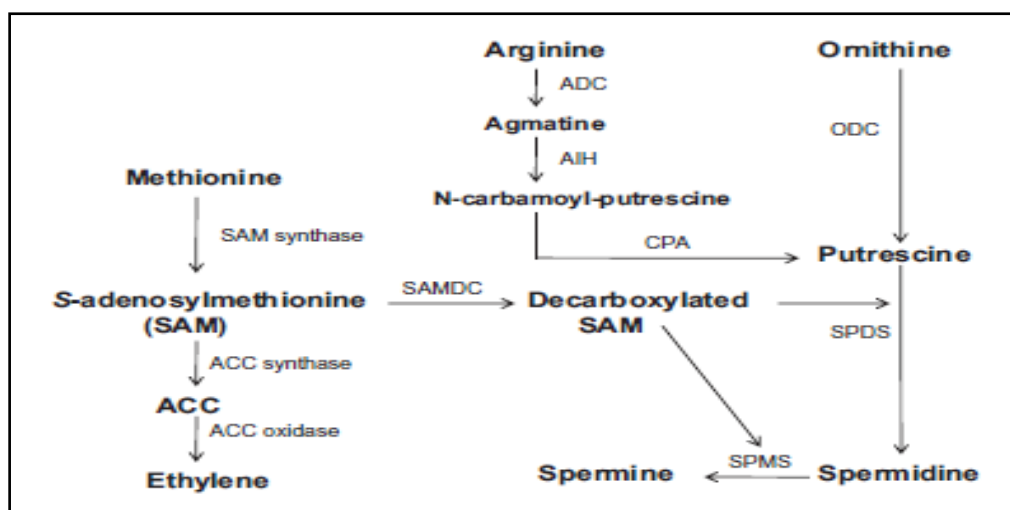 Arginine
Ornithine
ADC
Agmatine
ODC
AIH
Methionine
N-carbamoyl-putrescine
SAM synthase
CPA
Putrescine
S-adenosylmethionine
(SAM)
SAMDC
Decarboxylated
SAM
SPDS
ACC synthase
ACC
ACC oxidase
Ethylene
Spermine
SPMS
Spermidine